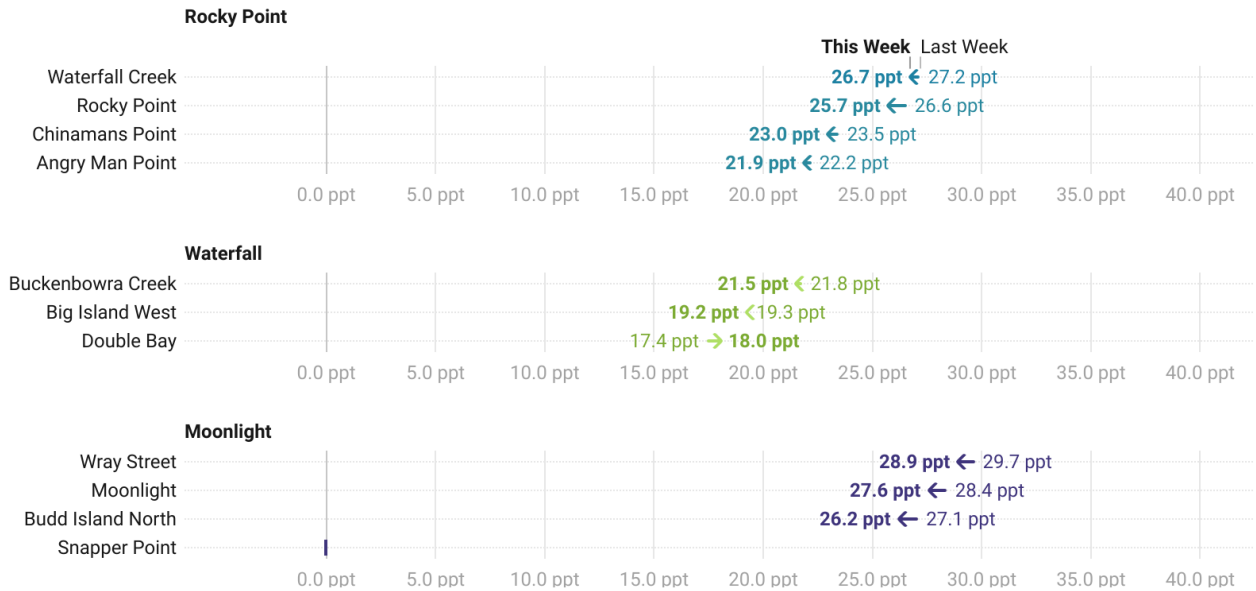 Rocky Point
This Week Last Week
Waterfall Creek 26.7 ppt 27.2 ppt
Rocky Point 25.7 ppt 26.6 ppt
Chinamans Point 23.0 ppt 23.5 ppt
Angry Man Point 21.9 ppt 22.2 ppt
0.0 ppt 5.0 ppt 10.0 ppt 15.0 ppt 20.0 ppt 25.0 ppt 30.0 ppt 35.0 ppt 40.0 ppt
Waterfall
Buckenbowra Creek 21.5 ppt 21.8 ppt
Big Island West 19.2 ppt 19.3 ppt
Double Bay 17.4 ppt 18.0 ppt
0.0 ppt 5.0 ppt 10.0 ppt 15.0 ppt 20.0 ppt 25.0 ppt 30.0 ppt 35.0 ppt 40.0 ppt
Moonlight
Wray Street 28.9 ppt 29.7 ppt
Moonlight 27.6 ppt 28.4 ppt
Budd Island North 26.2 ppt 27.1 ppt
Snapper Point
0.0 ppt 5.0 ppt 10.0 ppt 15.0 ppt 20.0 ppt 25.0 ppt 30.0 ppt 35.0 ppt 40.0 ppt